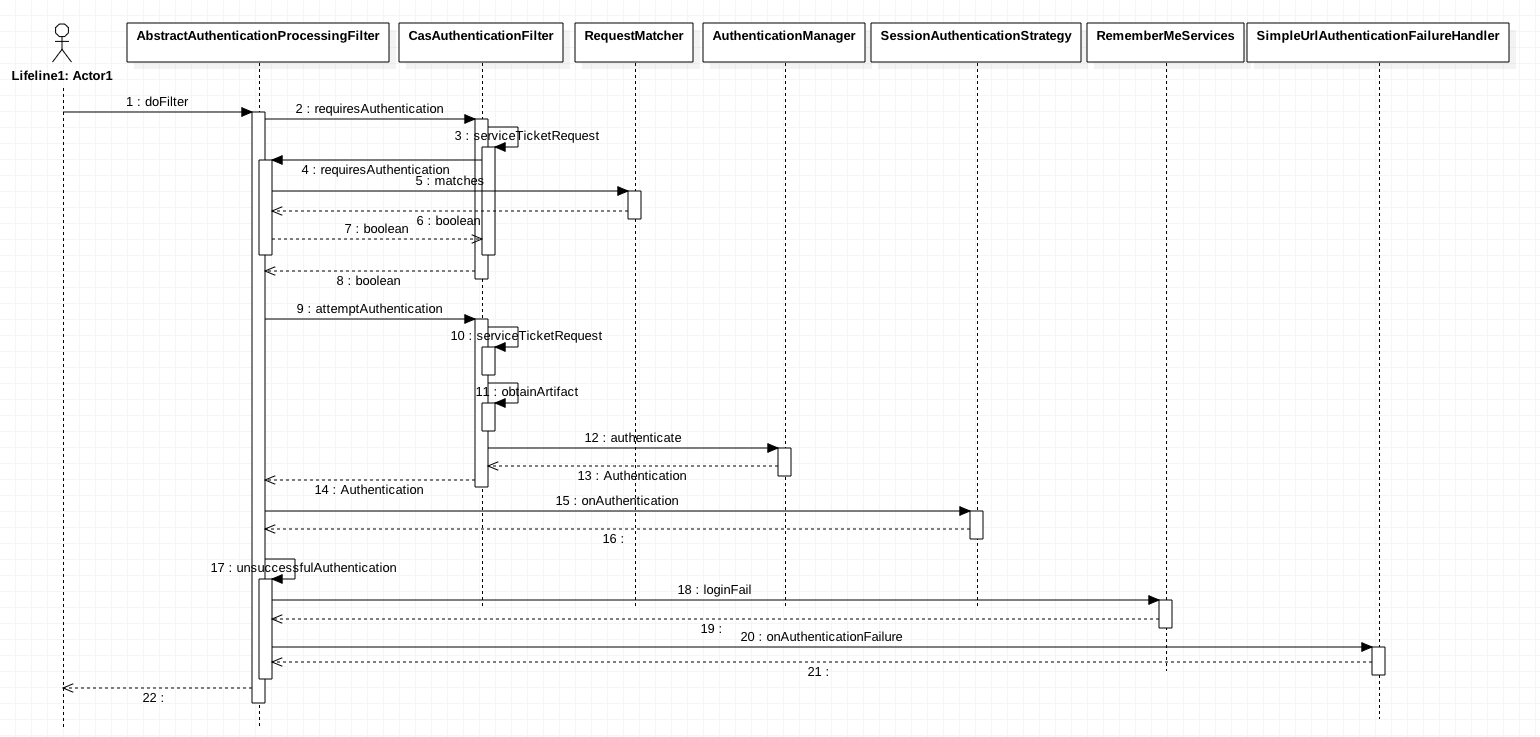 AbstractAuthenticationProcessingFilter
CasAuthenticationFilter
RequestMatcher
AuthenticationManager
SessionAuthenticationStrategy
RememberMeServices
SimpleUrlAuthenticationFailureHandler
Lifeline1: Actor1
1 : doFilter
2 : requiresAuthentication
3 : serviceTicketRequest
4 : requiresAuthentication
5 : matches
6 : boolean
7 : boolean
8 : boolean
9 : attemptAuthentication
10 : serviceTicketRequest
11 : obtainArtifact
12 : authenticate
13 : Authentication
14 : Authentication
15 : onAuthentication
16 :
17 : unsuccessfulAuthentication
18 : loginFail
19 :
20 : onAuthenticationFailure
21 :
22 :